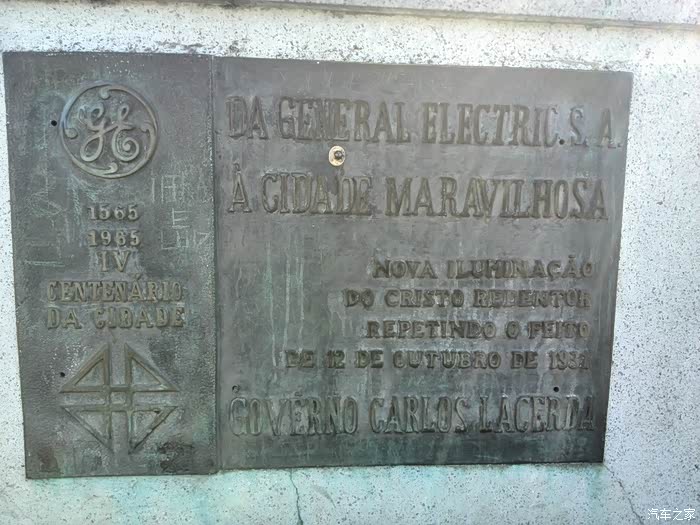 GE
1565
1965
IV
CENTENÁRIO
DA CIDADE
DA GENERAL ELECTRIC.S.A.
À CIDADE MARAVILHOSA
NOVA ILUMINAÇÃO
DO CRISTO REDENTOR
REPETINDO O FEITO
DE 12 DE OUTUBRO DE 1931
GOVERNO CARLOS LACERDA
汽车之家